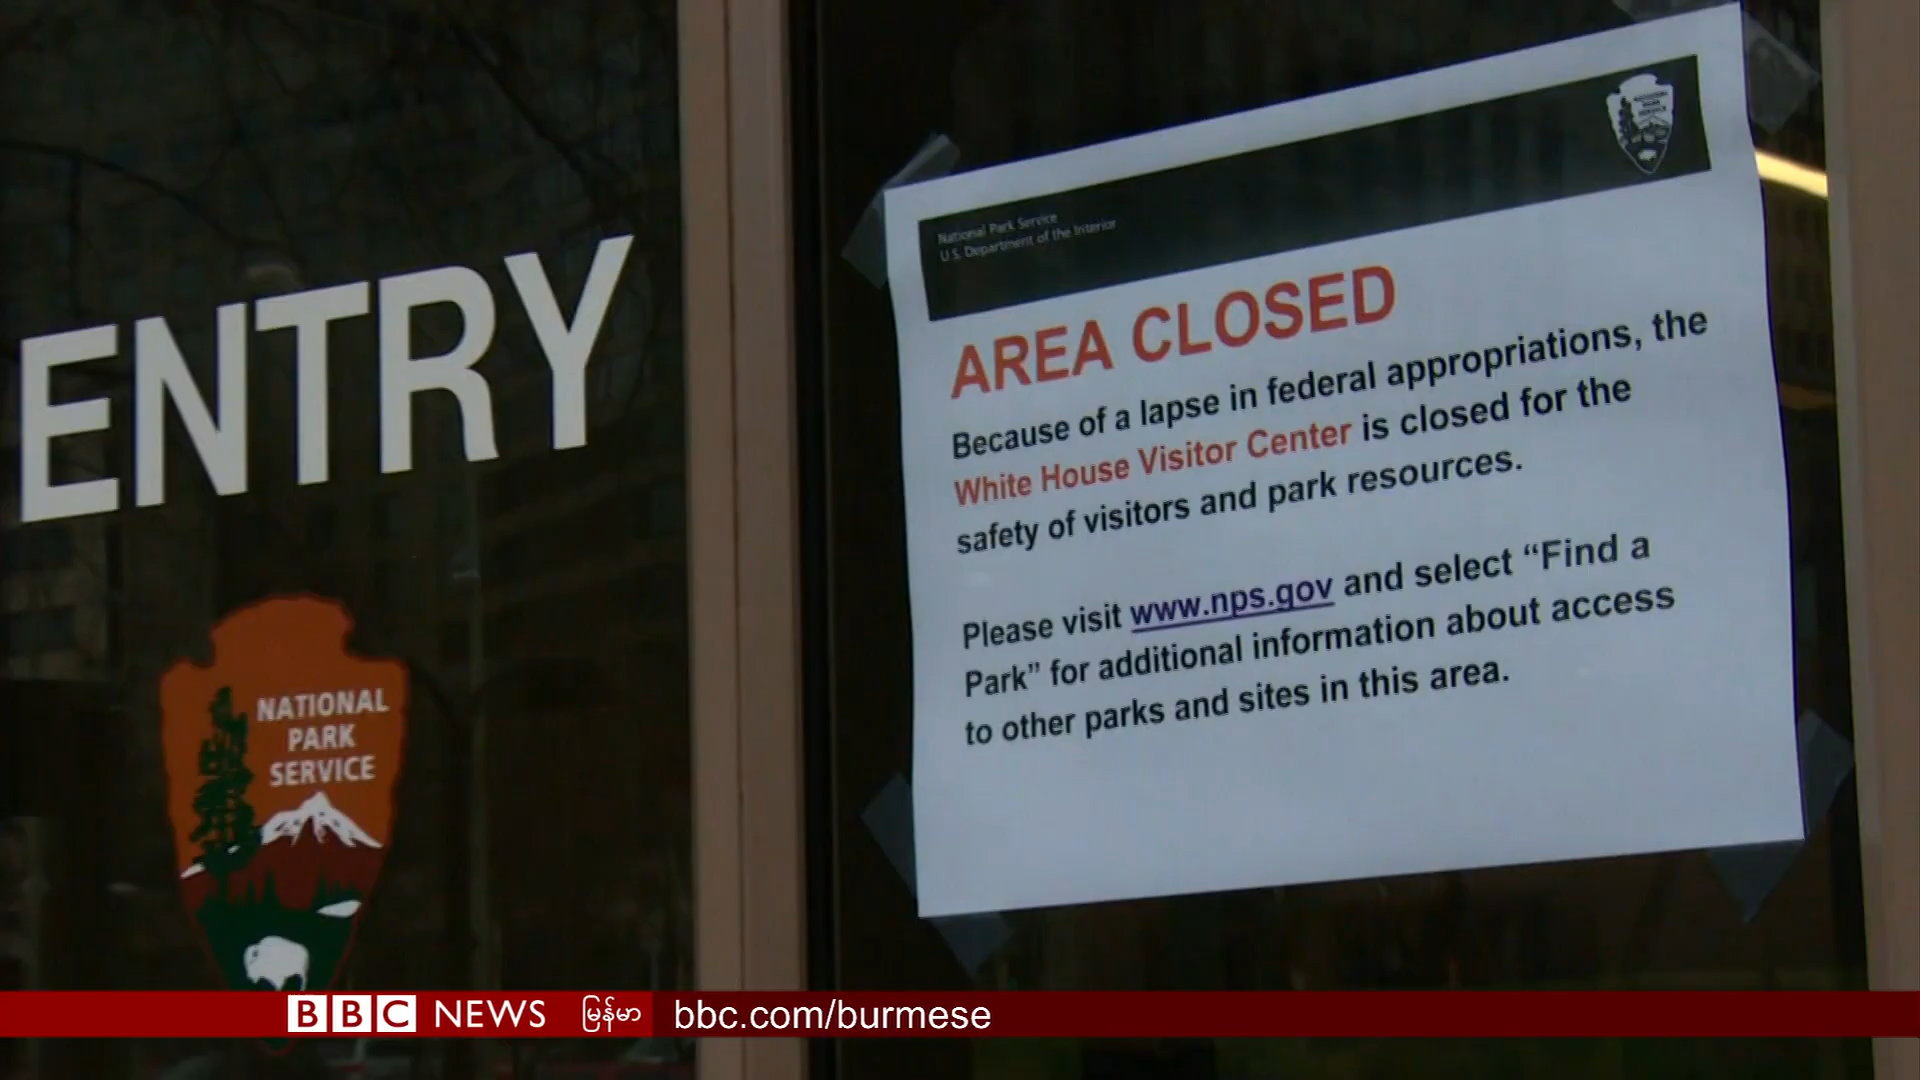 ENTRY
NATIONAL
PARK
SERVICE
NATIONAL
PARK
SERVICE
National Park Service
U.S. Department of the Interior
AREA CLOSED
Because of a lapse in federal appropriations, the
White House Visitor Center is closed for the
safety of visitors and park resources.
Please visit www.nps.gov and select “Find a
Park” for additional information about access
to other parks and sites in this area.
BBC NEWS မြန်မာ bbc.com/burmese